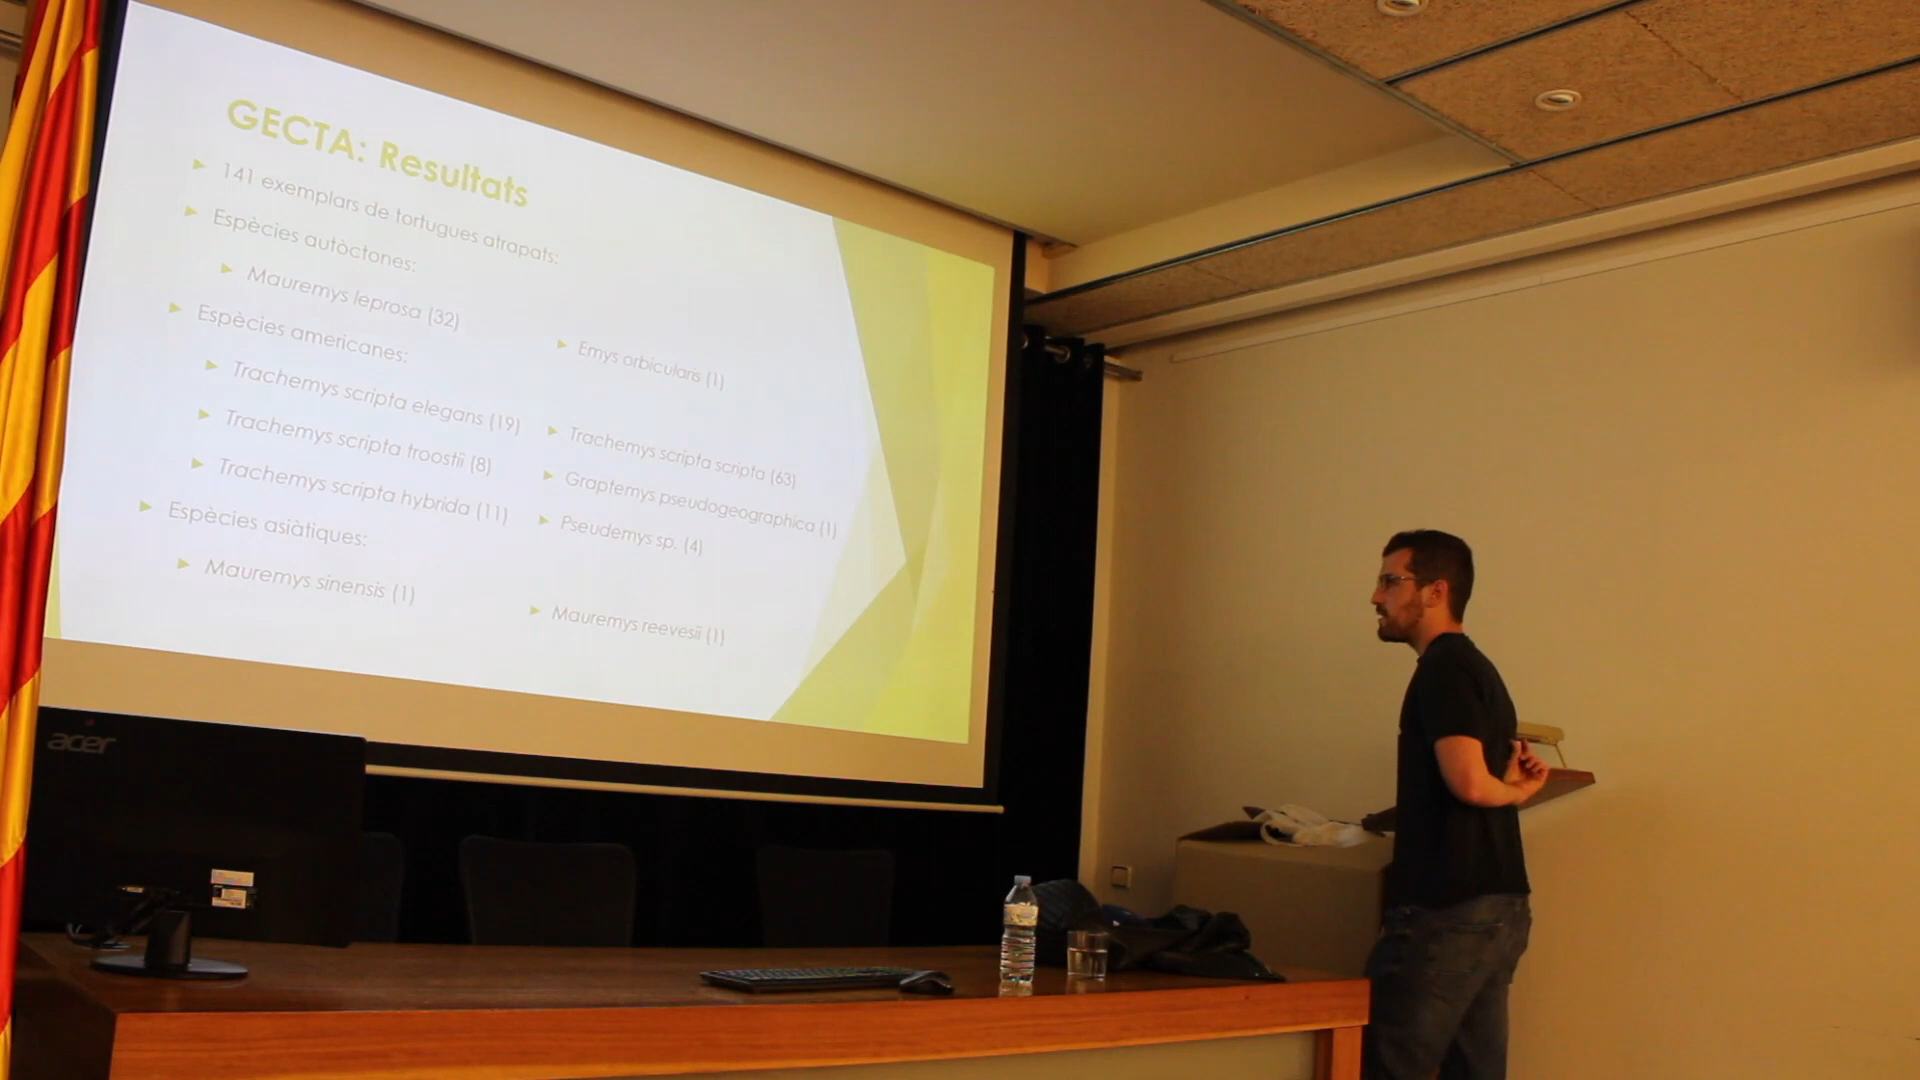 GECTA: Resultats
141 exemplars de tortugues atrapats:
Espècies autòctones:
Mauremys leprosa (32)
Emys orbicularis (1)
Espècies americanes:
Trachemys scripta elegans (19)
Trachemys scripta scripta (63)
Trachemys scripta troostii (8)
Graptemys pseudogeographica (1)
Trachemys scripta hybrida (11)
Pseudemys sp. (4)
Espècies asiàtiques:
Mauremys sinensis (1)
Mauremys reevesii (1)
acer